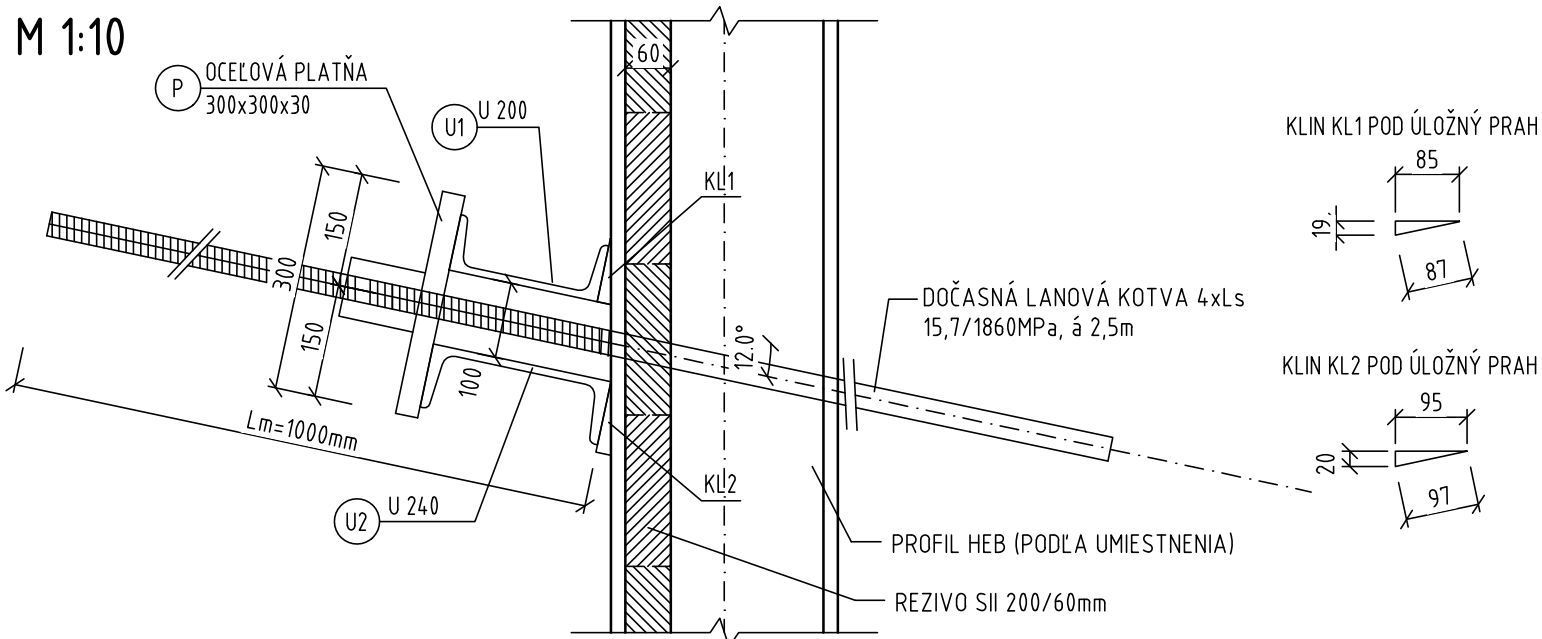 M 1:10
P
OCEĽOVÁ PLATŇA
300x300x30
U1
U 200
60
KL1
KLIN KL1 POD ÚLOŽNÝ PRAH
85
19
87
150
300
150
100
12.0°
DOČASNÁ LANOVÁ KOTVA 4xLs
15,7/1860MPa, á 2,5m
KLIN KL2 POD ÚLOŽNÝ PRAH
95
20
97
Lm=1000mm
KL2
U2
U 240
PROFIL HEB (PODĽA UMIESTNENIA)
REZIVO SII 200/60mm